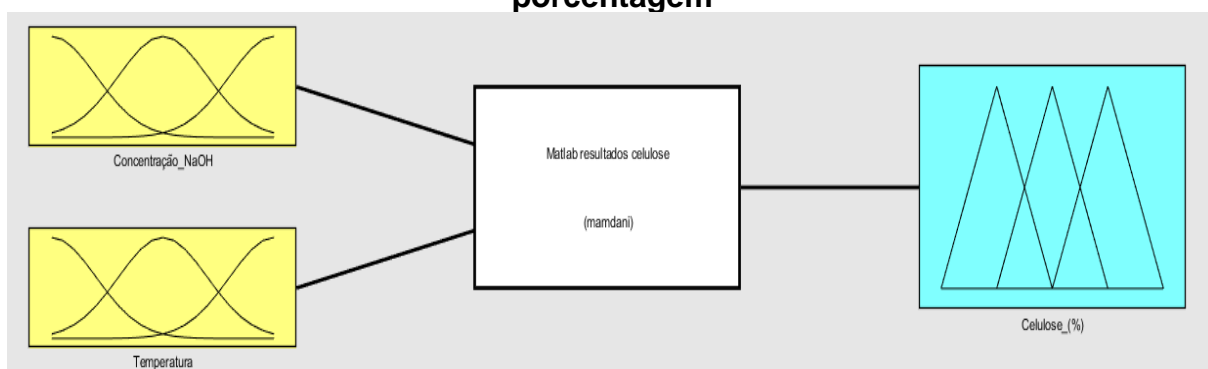 porcentagem
Concentração_NaOH
Matlab resultados celulose
(mamdani)
Celulose_(%)
Temperatura